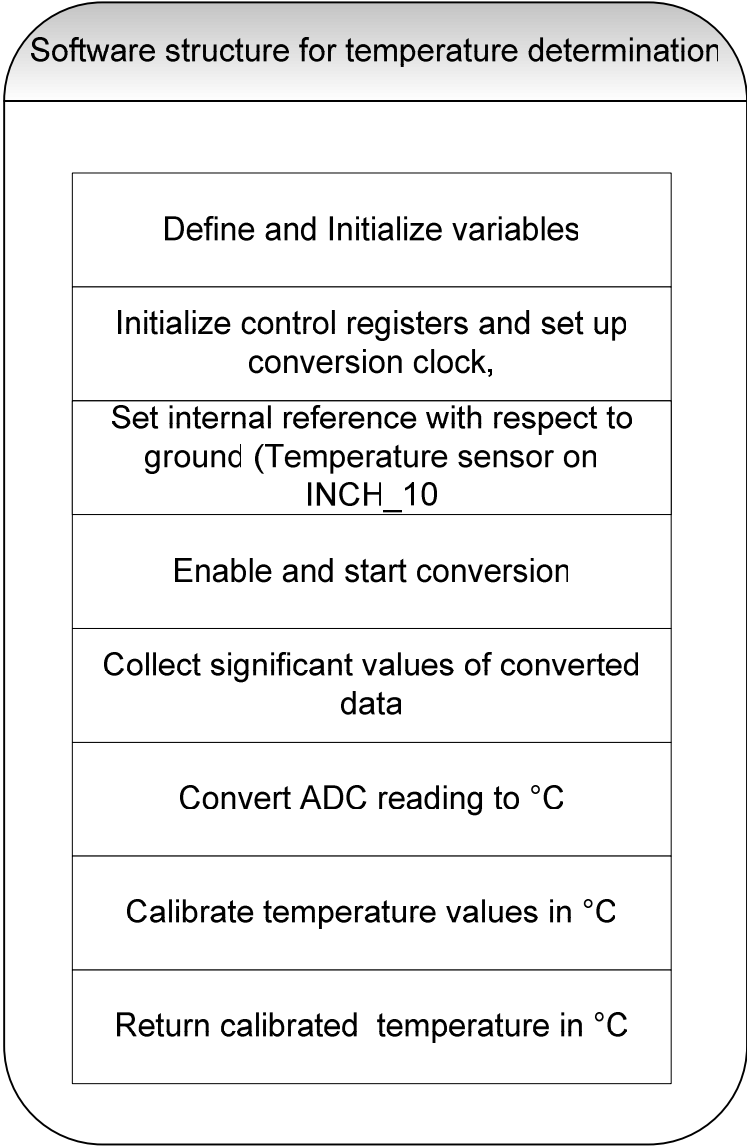 Software structure for temperature determination
Define and Initialize variables
Initialize control registers and set up
conversion clock,
Set internal reference with respect to
ground (Temperature sensor on
INCH_10
Enable and start conversion
Collect significant values of converted
data
Convert ADC reading to °C
Calibrate temperature values in °C
Return calibrated  temperature in °C